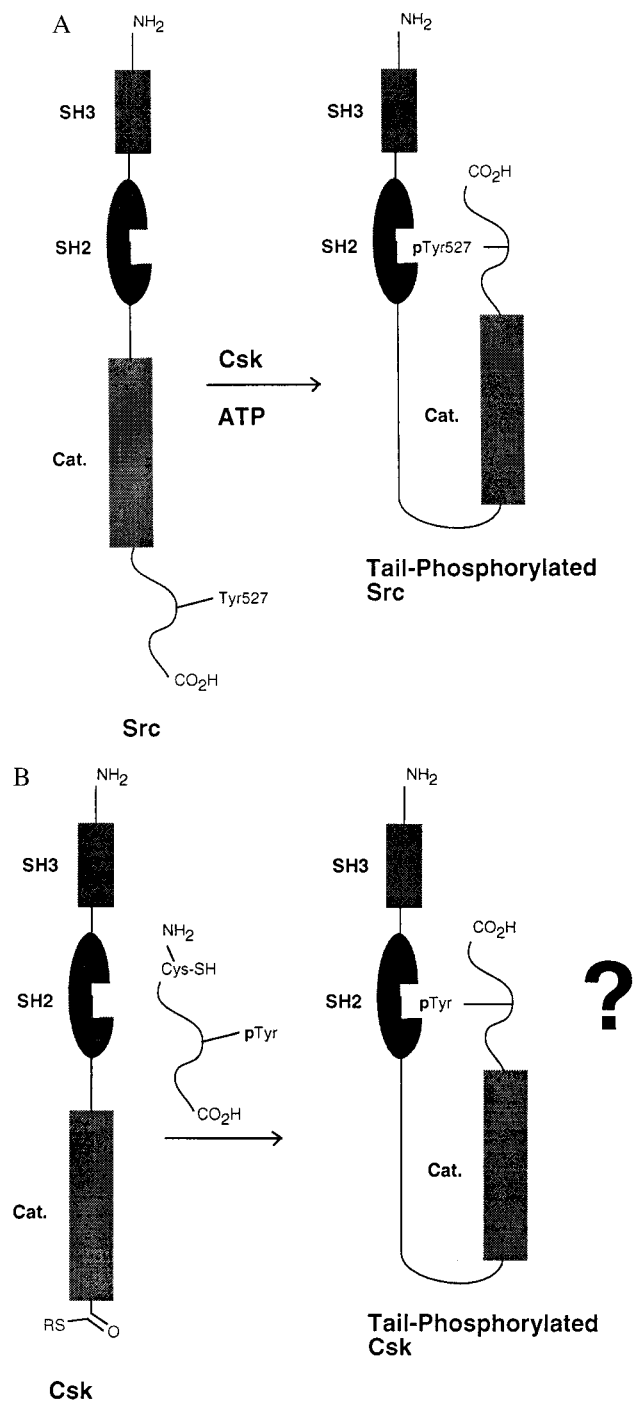 A
NH2
SH3
SH2
Cat.
Tyr527
CO2H
Src
Csk
ATP
NH2
SH3
CO2H
SH2
pTyr527
Cat.
Tail-Phosphorylated
Src
B
NH2
SH3
SH2
NH2
Cys-SH
pTyr
CO2H
Cat.
RS
O
Csk
NH2
SH3
CO2H
SH2
pTyr
?
Cat.
Tail-Phosphorylated
Csk